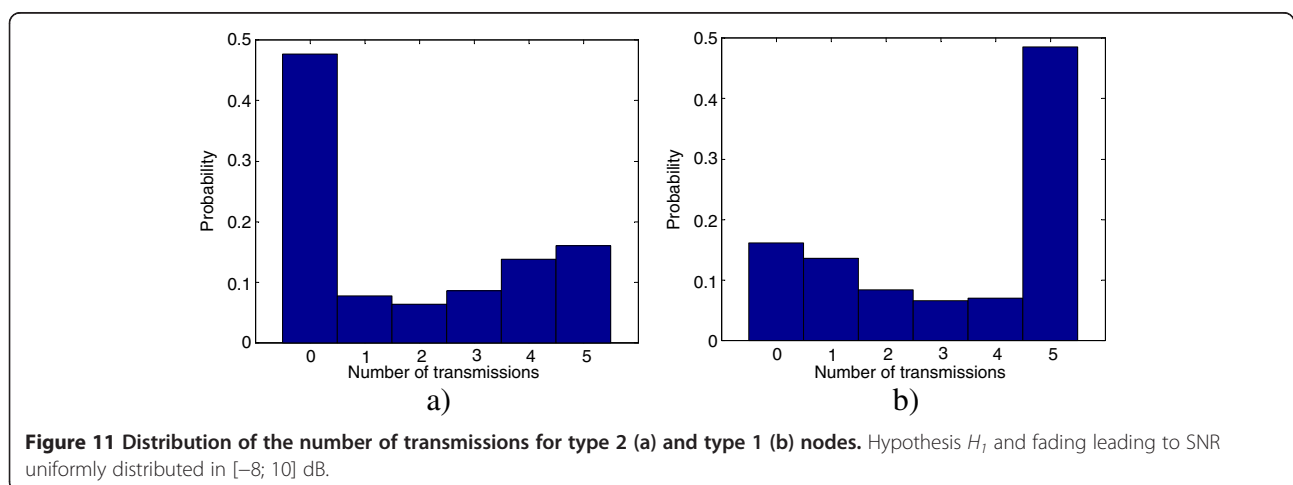 0.5
0.4
0.3
0.2
0.1
0
Probability
0 1 2 3 4 5
Number of transmissions
a)
0.5
0.4
0.3
0.2
0.1
0
Probability
0 1 2 3 4 5
Number of transmissions
b)
Figure 11 Distribution of the number of transmissions for type 2 (a) and type 1 (b) nodes. Hypothesis H1 and fading leading to SNR
uniformly distributed in [−8; 10] dB.